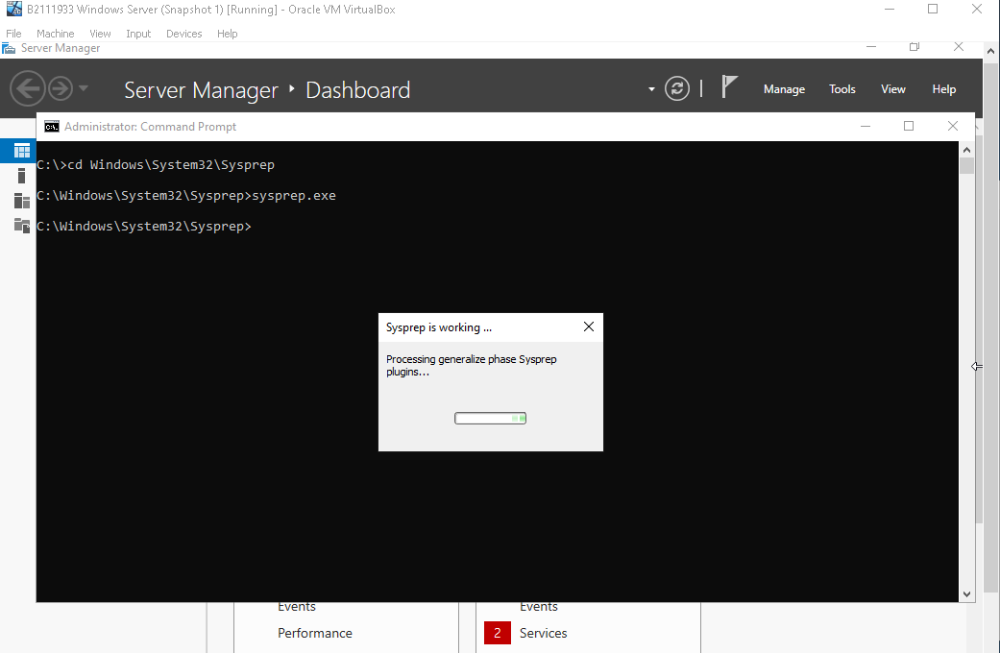 B2111933 Windows Server (Snapshot 1) [Running] - Oracle VM VirtualBox
File Machine View Input Devices Help
Server Manager
Server Manager Dashboard
Manage Tools View Help
Administrator: Command Prompt
C:\>cd Windows\System32\Sysprep
C:\Windows\System32\Sysprep>sysprep.exe
C:\Windows\System32\Sysprep>
Sysprep is working ...
Processing generalize phase Sysprep
plugins...
Events Events
Performance 2 Services